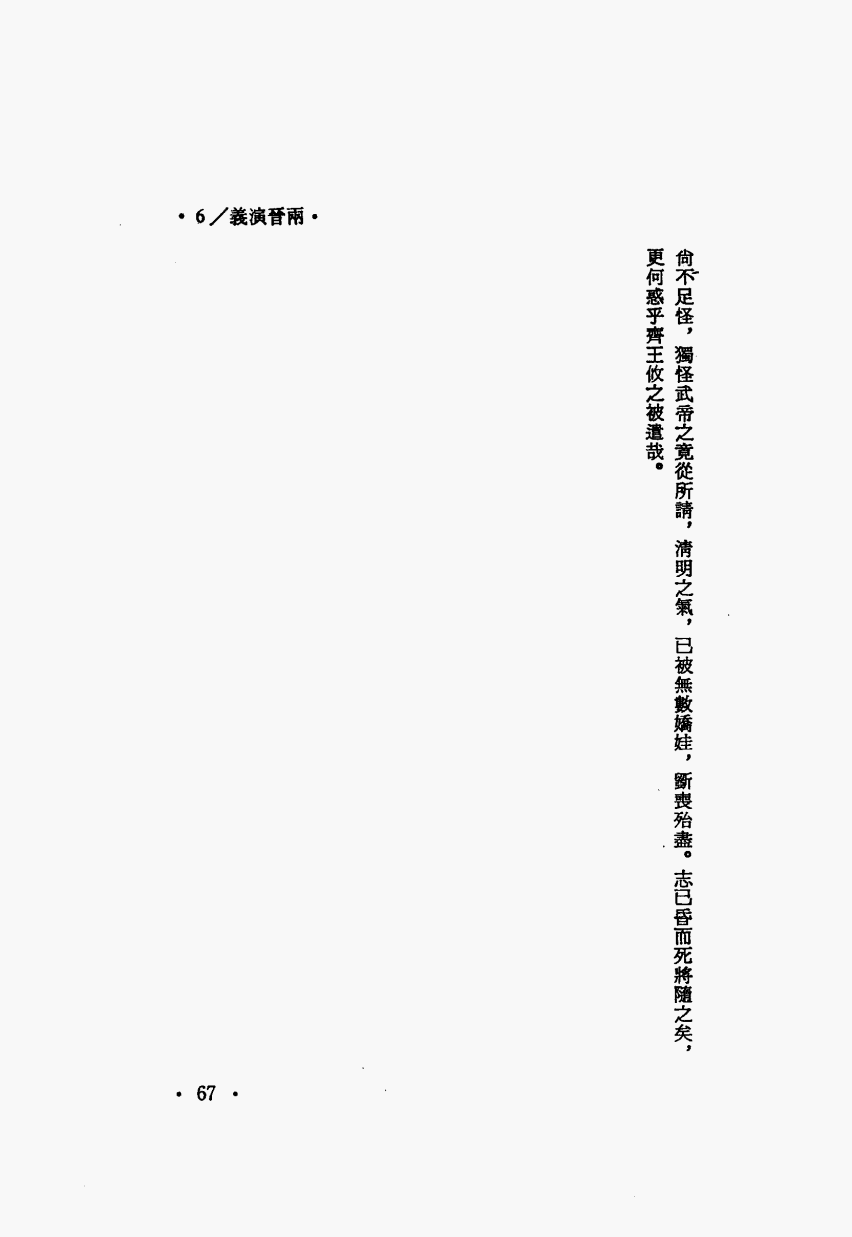 • 6／義演晉兩•
尙不足怪，獨怪武帝之竟從所請，清明之氣，已被無數嬌娃，斵喪殆盡。志已昏而死將隨之矣，
更何惑乎齊王攸之被遣哉。
• 67 •